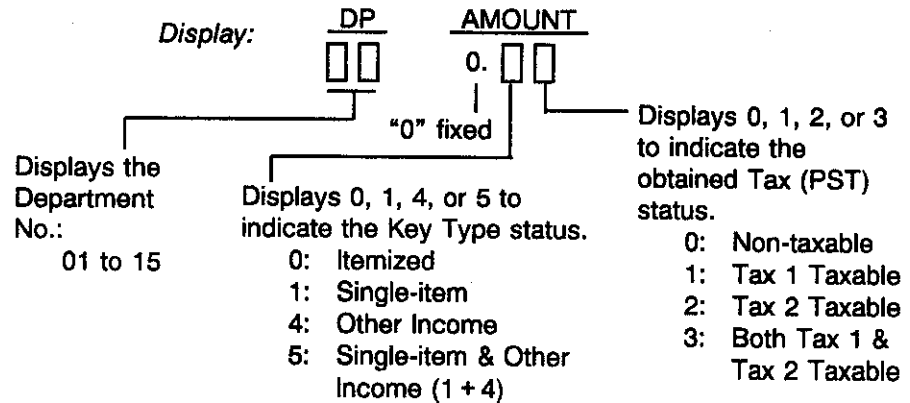 Display:
DP
AMOUNT
0.
"0" fixed
Displays the
Department
No.:
01 to 15
Displays 0, 1, 4, or 5 to
indicate the Key Type status.
0: Itemized
1: Single-item
4: Other Income
5: Single-item & Other
Income (1 + 4)
Displays 0, 1, 2, or 3
to indicate the
obtained Tax (PST)
status.
0: Non-taxable
1: Tax 1 Taxable
2: Tax 2 Taxable
3: Both Tax 1 &
Tax 2 Taxable